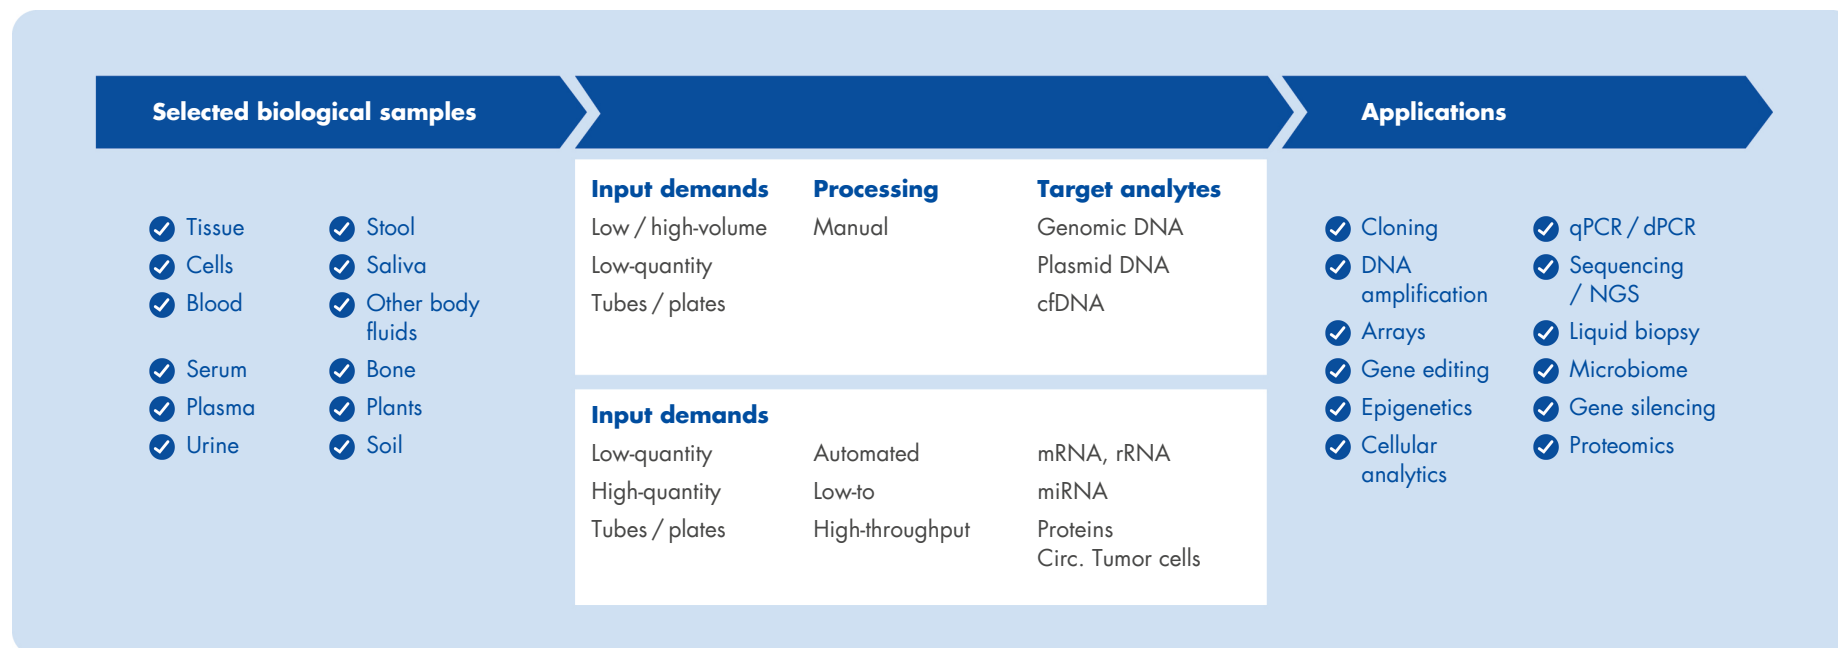 Selected biological samples
Applications
Tissue
Cells
Blood
Serum
Plasma
Urine
Stool
Saliva
Other body
fluids
Bone
Plants
Soil
Input demands
Low / high-volume
Low-quantity
Tubes / plates
Processing
Manual
Target analytes
Genomic DNA
Plasmid DNA
cfDNA
Input demands
Low-quantity
High-quantity
Tubes / plates
Automated
Low-to
High-throughput
mRNA, rRNA
miRNA
Proteins
Circ. Tumor cells
Cloning
DNA
amplification
Arrays
Gene editing
Epigenetics
Cellular
analytics
qPCR / dPCR
Sequencing
/ NGS
Liquid biopsy
Microbiome
Gene silencing
Proteomics